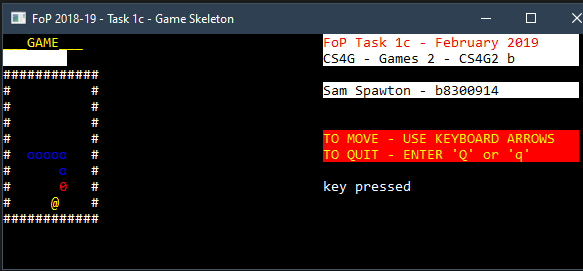 FoP 2018-19 - Task 1c - Game Skeleton
___GAME___
############
#          #
#          #
#          #
#          #
#  ooooo   #
#      o   #
#      0   #
#     @    #
############
FoP Task 1c - February 2019
CS4G - Games 2 - CS4G2 b
Sam Spawton - b8300914
TO MOVE - USE KEYBOARD ARROWS
TO QUIT - ENTER 'Q' or 'q'
key pressed